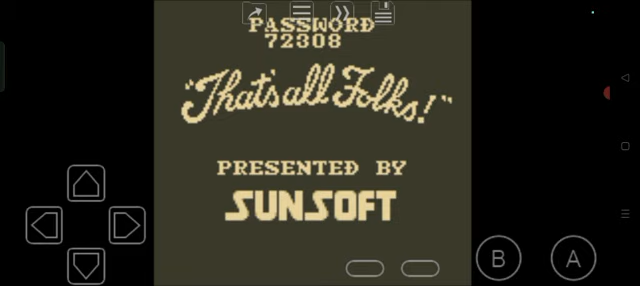 PASSWORD
72308
"That's all Folks!"
PRESENTED BY
SUNSOFT
B A